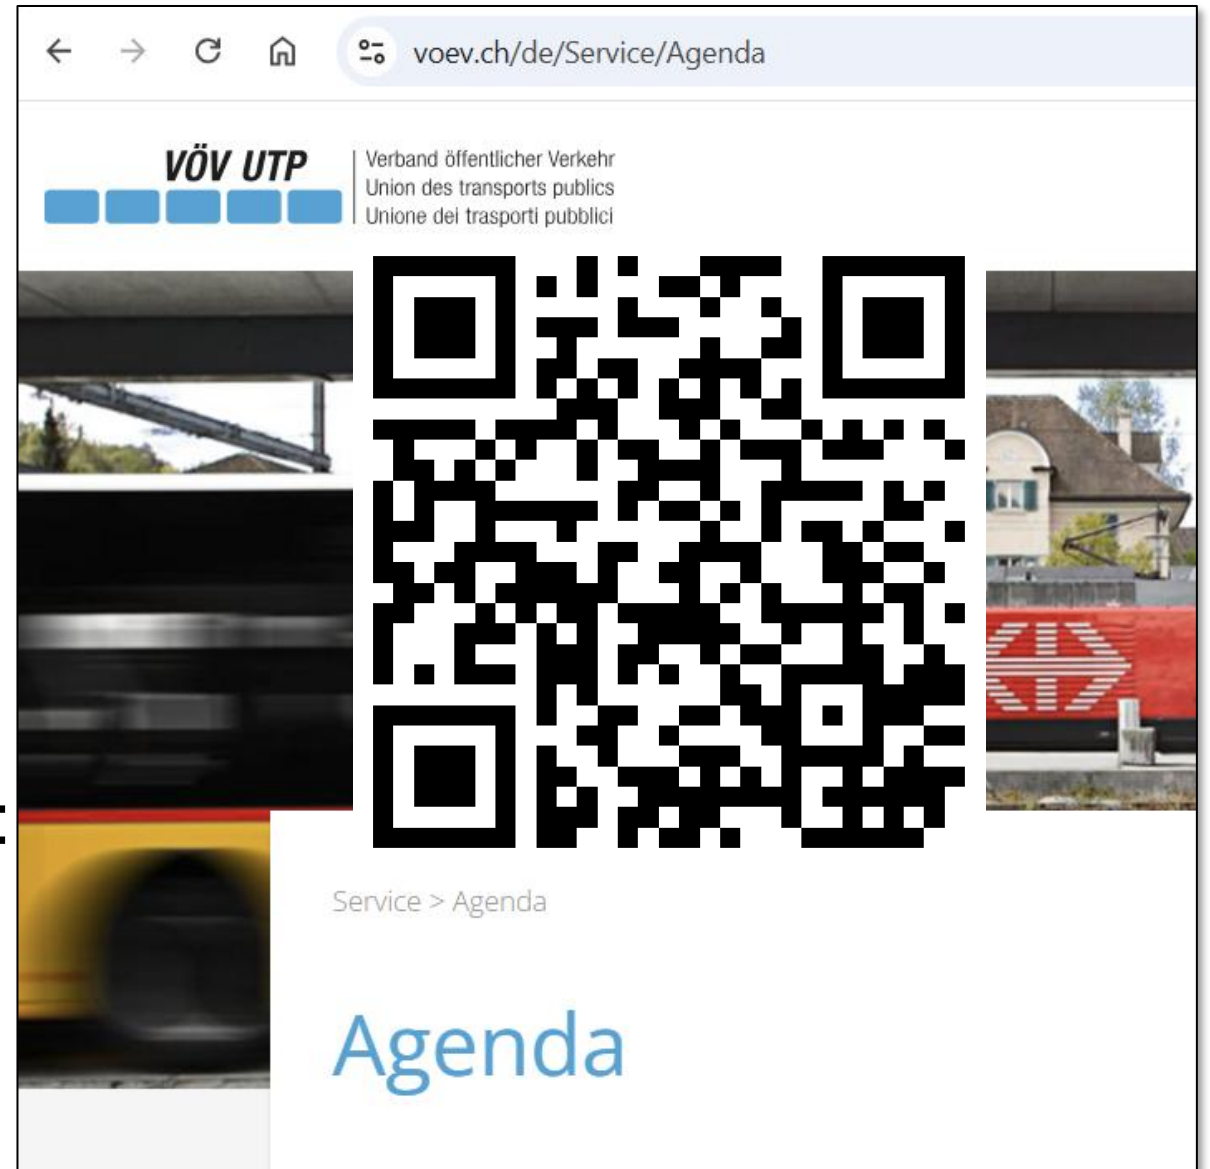 voev.ch/de/Service/Agenda
VÖV UTP
Verband öffentlicher Verkehr
Union des transports publics
Unione dei trasporti pubblici
Service > Agenda
Agenda